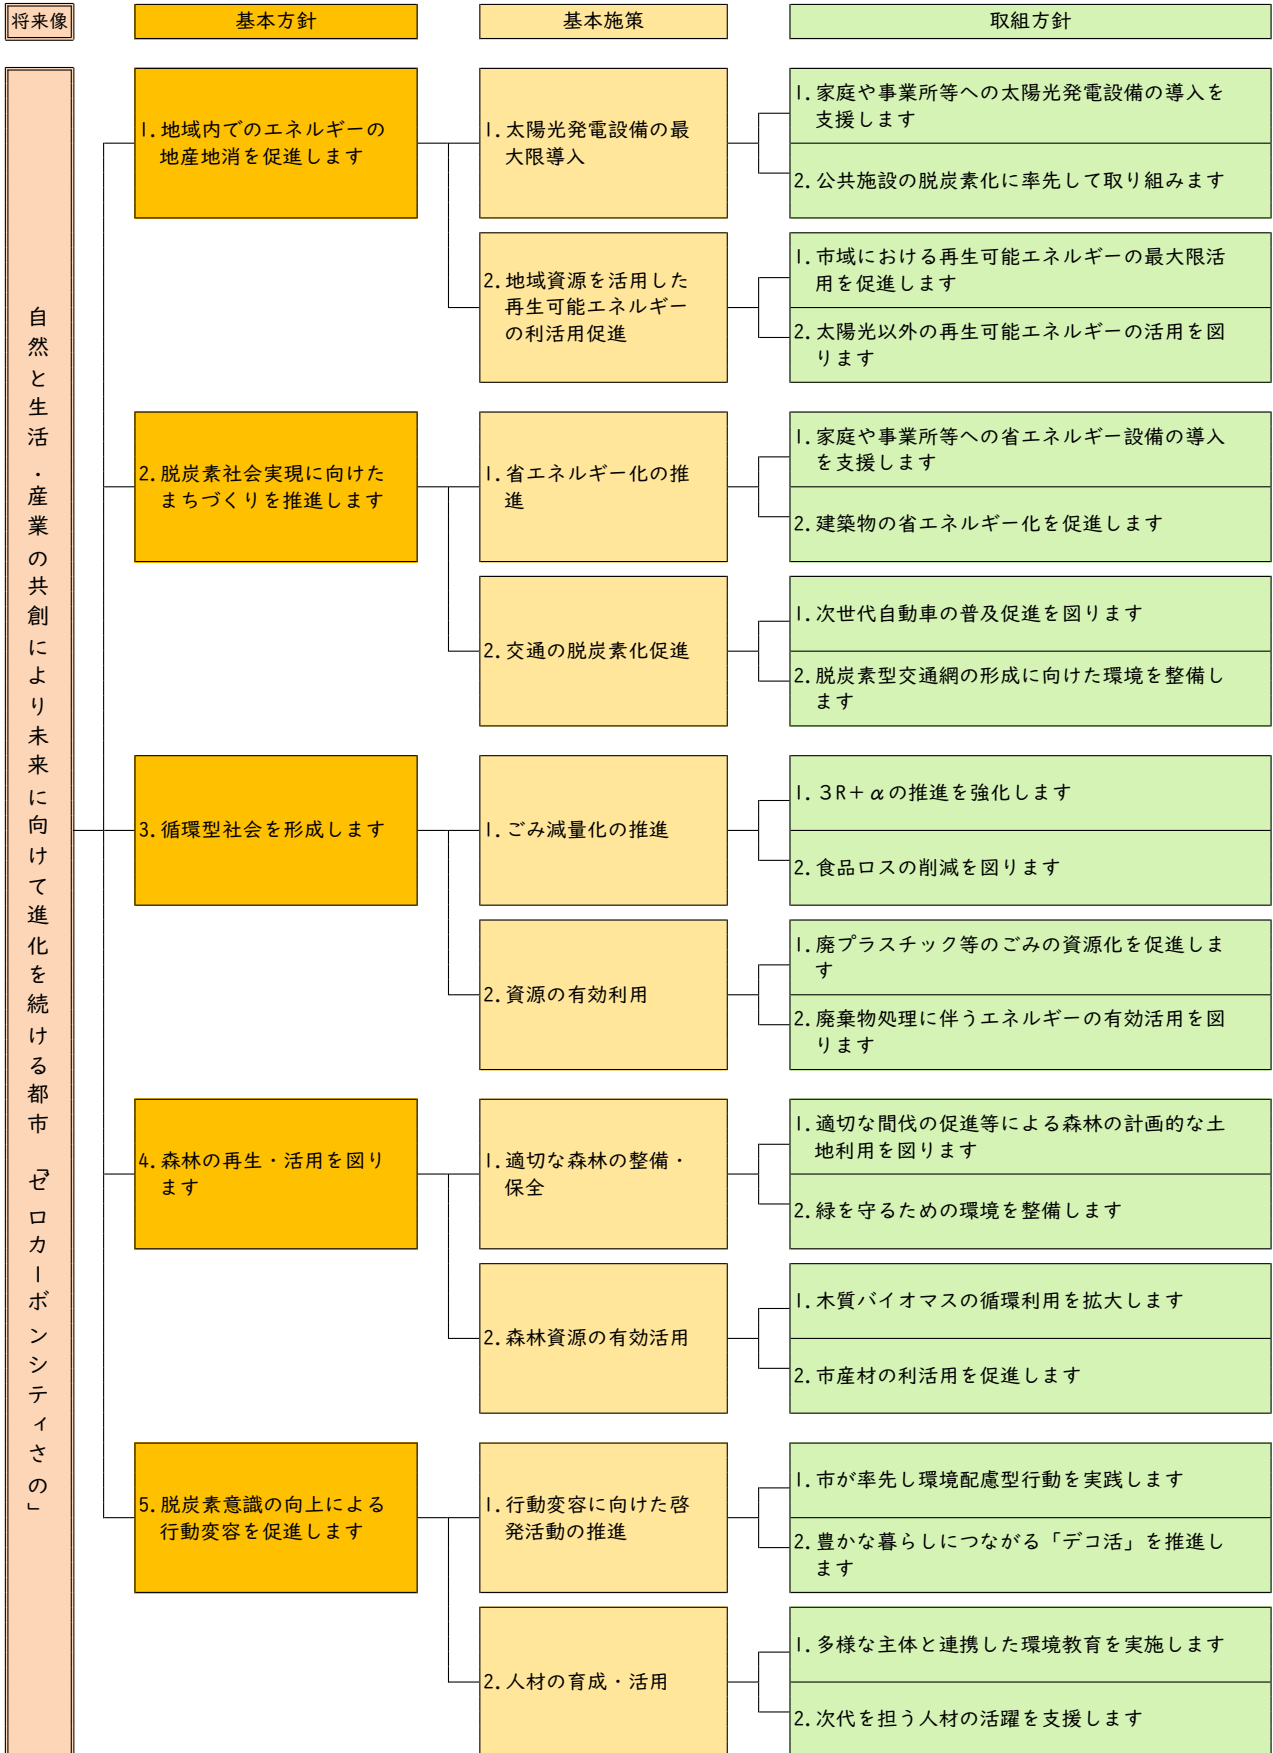 将来像
基本方針
基本施策
取組方針
自然と生活・産業の共創により未来に向けて進化を続ける都市「ゼロカーボンシティさの」
1.地域内でのエネルギーの
地産地消を促進します
1.太陽光発電設備の最
大限導入
1.家庭や事業所等への太陽光発電設備の導入を
支援します
2.公共施設の脱炭素化に率先して取り組みます
2.地域資源を活用した
再生可能エネルギー
の利活用促進
1.市域における再生可能エネルギーの最大限活
用を促進します
2.太陽光以外の再生可能エネルギーの活用を図
ります
2.脱炭素社会実現に向けた
まちづくりを推進します
1.省エネルギー化の推
進
1.家庭や事業所等への省エネルギー設備の導入
を支援します
2.建築物の省エネルギー化を促進します
2.交通の脱炭素化促進
1.次世代自動車の普及促進を図ります
2.脱炭素型交通網の形成に向けた環境を整備し
ます
3.循環型社会を形成します
1.ごみ減量化の推進
1.3R+αの推進を強化します
2.食品ロスの削減を図ります
2.資源の有効利用
1.廃プラスチック等のごみの資源化を促進しま
す
2.廃棄物処理に伴うエネルギーの有効活用を図
ります
4.森林の再生・活用を図り
ます
1.適切な森林の整備・
保全
1.適切な間伐の促進等による森林の計画的な土
地利用を図ります
2.緑を守るための環境を整備します
2.森林資源の有効活用
1.木質バイオマスの循環利用を拡大します
2.市産材の利活用を促進します
5.脱炭素意識の向上による
行動変容を促進します
1.行動変容に向けた啓
発活動の推進
1.市が率先し環境配慮型行動を実践します
2.豊かな暮らしにつながる「デコ活」を推進し
ます
2.人材の育成・活用
1.多様な主体と連携した環境教育を実施します
2.次代を担う人材の活躍を支援します